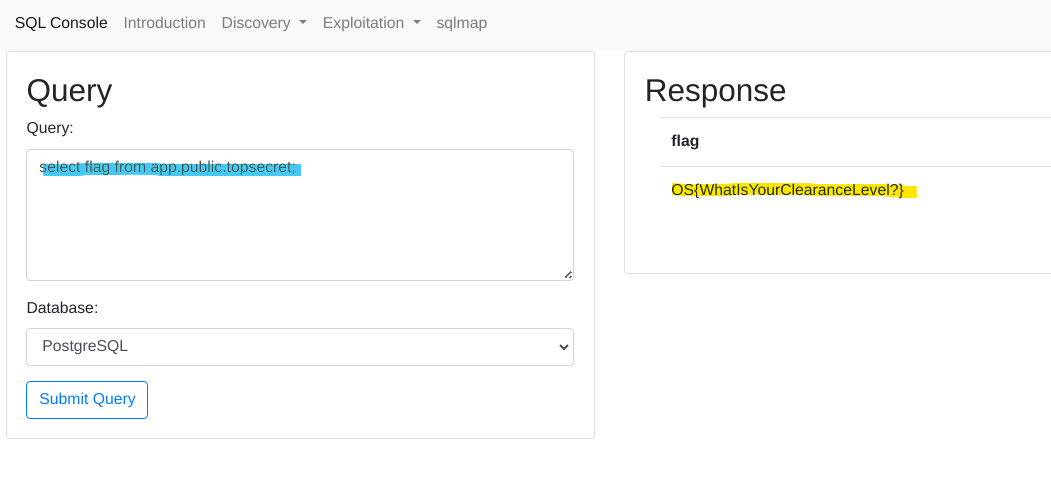 SQL Console Introduction Discovery Exploitation sqlmap
Query
Query:
select flag from app.public.topsecret;
Database:
PostgreSQL
Submit Query
Response
flag
OS{WhatIsYourClearanceLevel?}